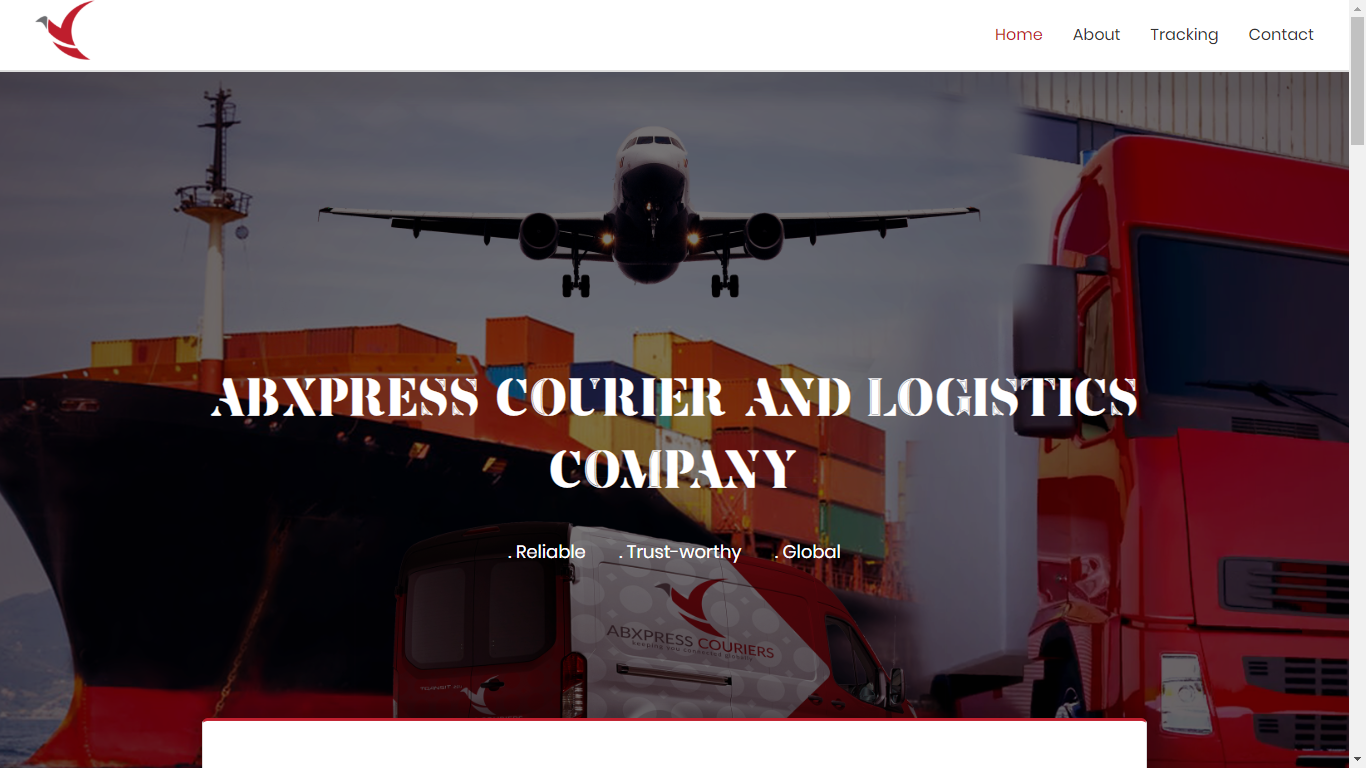 Home About Tracking Contact
ABXPRESS COURIER AND LOGISTICS
COMPANY
. Reliable . Trust-worthy . Global
ABXPRESS COURIERS
keeping you connected globally
TRANSIT